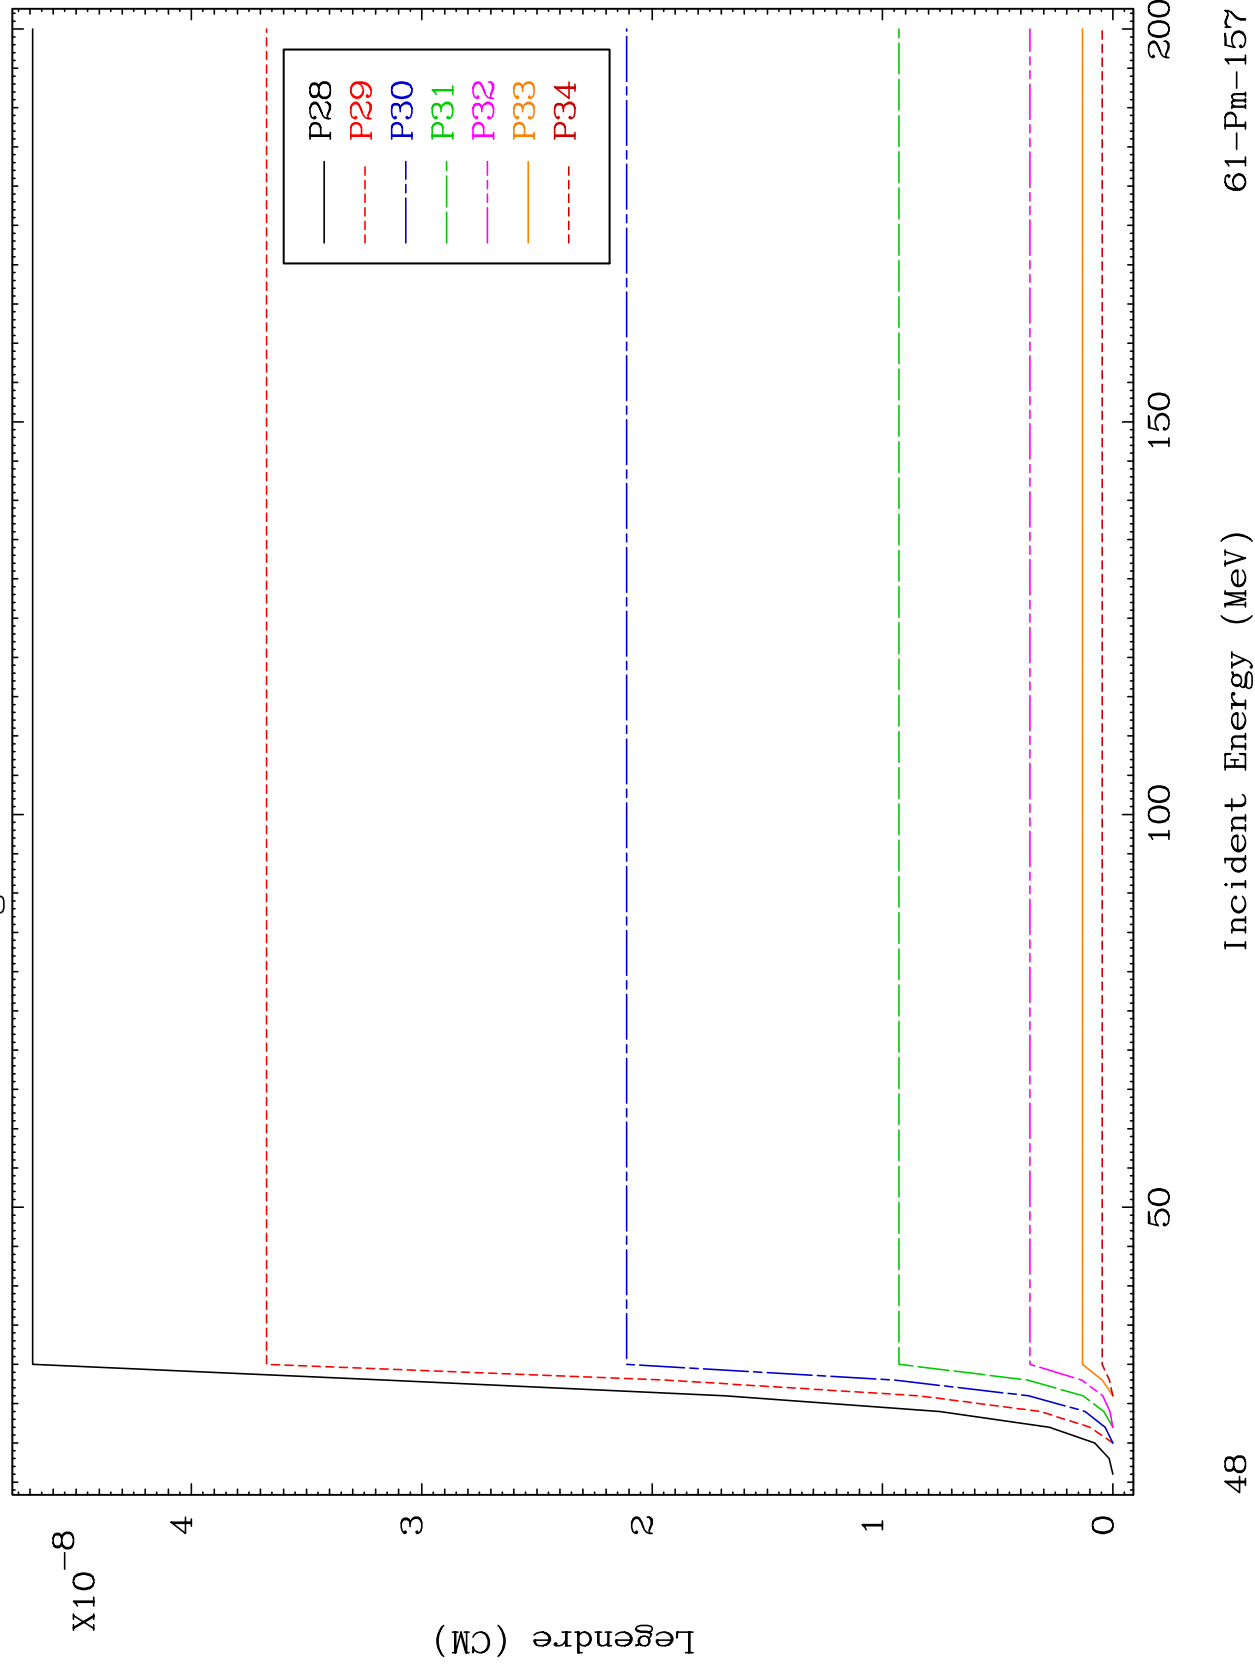 X10-8
Legendre (CM)
4
3
2
1
0
P28
P29
P30
P31
P32
P33
P34
50
100
150
200
Incident Energy (MeV)
48
61-Pm-157